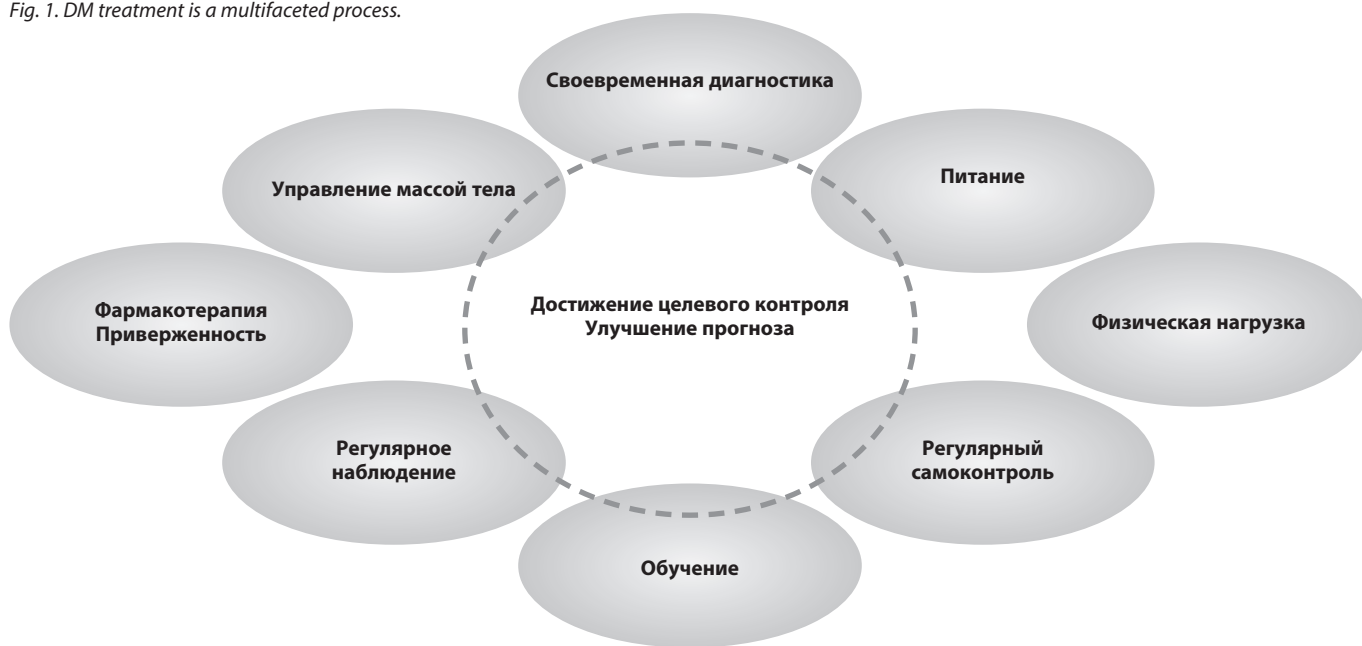 Fig. 1. DM treatment is a multifaceted process.
Своевременная диагностика
Управление массой тела
Питание
Фармакотерапия
Приверженность
Достижение целевого контроля
Улучшение прогноза
Физическая нагрузка
Регулярное
наблюдение
Регулярный
самоконтроль
Обучение